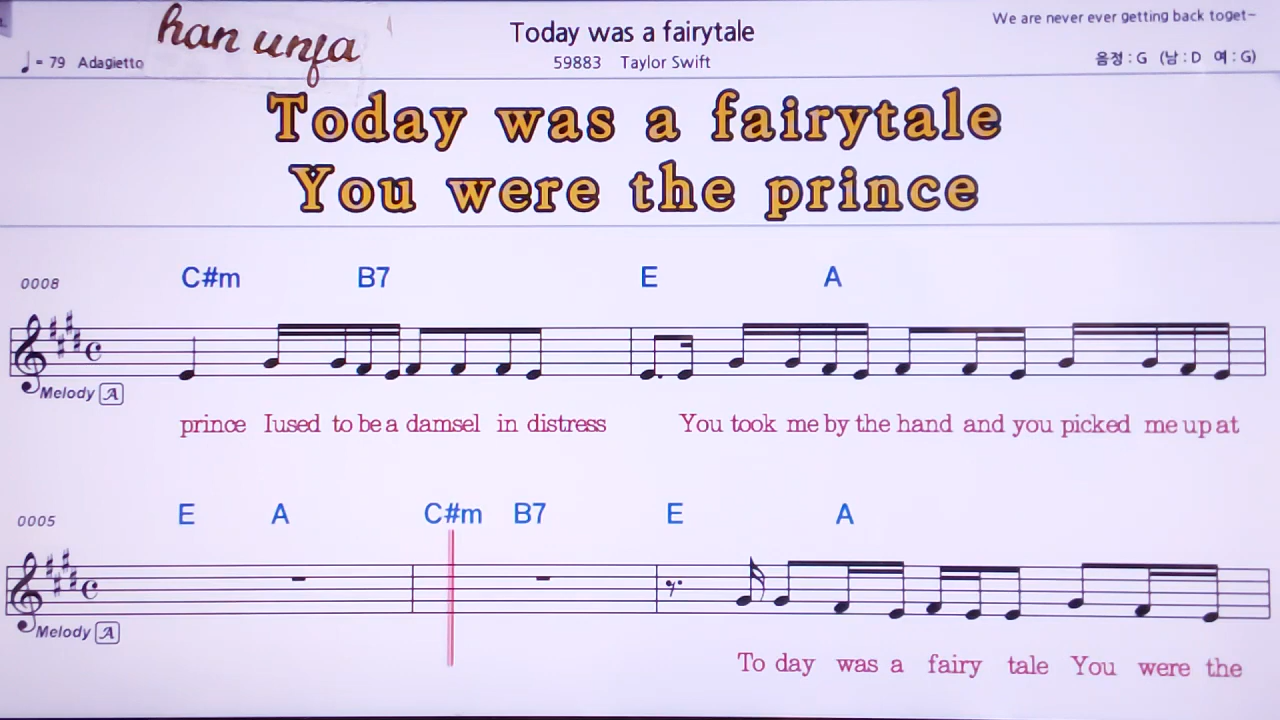 han unfa
Today was a fairytale
We are never ever getting back toget~
♩= 79 Adagietto
59883 Taylor Swift
음정 : G (남 : D 여 : G)
Today was a fairytale
You were the prince
0008
C#m B7 E A
Melody A
prince Iused to be a damsel in distress You took me by the hand and you picked me up at
0005
E A C#m B7 E A
Melody A
To day was a fairy tale You were the